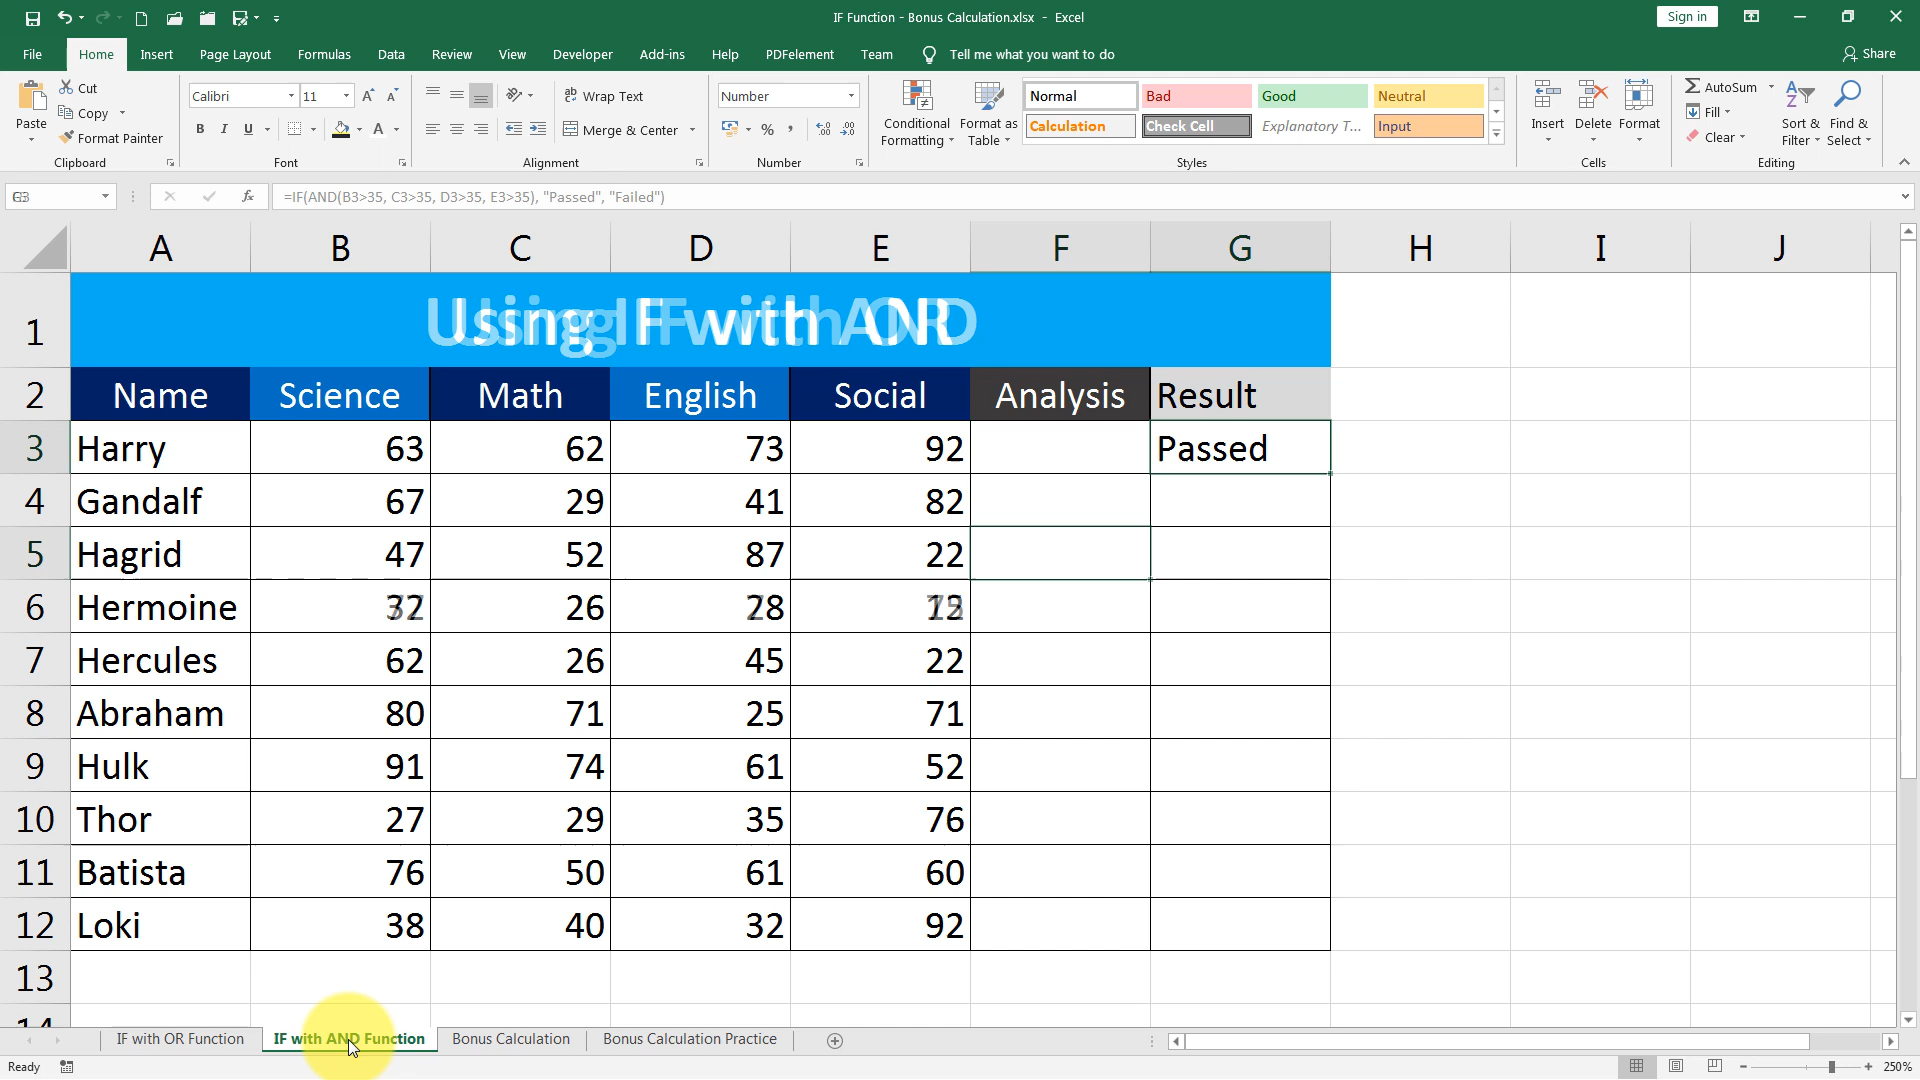 IF Function - Bonus Calculation.xlsx - Excel
Sign in
File Home Insert Page Layout Formulas Data Review View Developer Add-ins Help PDFelement Team Tell me what you want to do Share
Paste
Cut
Copy
Format Painter
Clipboard
Calibri 11
B I U A
Font
Wrap Text
Merge & Center
Alignment
Number
%
Number
Conditional Formatting
Format as Table
Normal Bad Good Neutral
Calculation Check Cell Explanatory T... Input
Styles
Insert Delete Format
Cells
AutoSum
Fill
Clear
Sort & Filter
Find & Select
Editing
fx =IF(AND(B3>35, C3>35, D3>35, E3>35), "Passed", "Failed")
A B C D E F G H I J
1 Using IF with
2 Name Science Math English Social Analysis Result
3 Harry 63 62 73 92 Passed
4 Gandalf 67 29 41 82
5 Hagrid 47 52 87 22
6 Hermoine 26
7 Hercules 62 26 45 22
8 Abraham 80 71 25 71
9 Hulk 91 74 61 52
10 Thor 27 29 35 76
11 Batista 76 50 61 60
12 Loki 38 40 32 92
13
14
IF with OR Function IF with AND Function Bonus Calculation Bonus Calculation Practice
Ready
250%